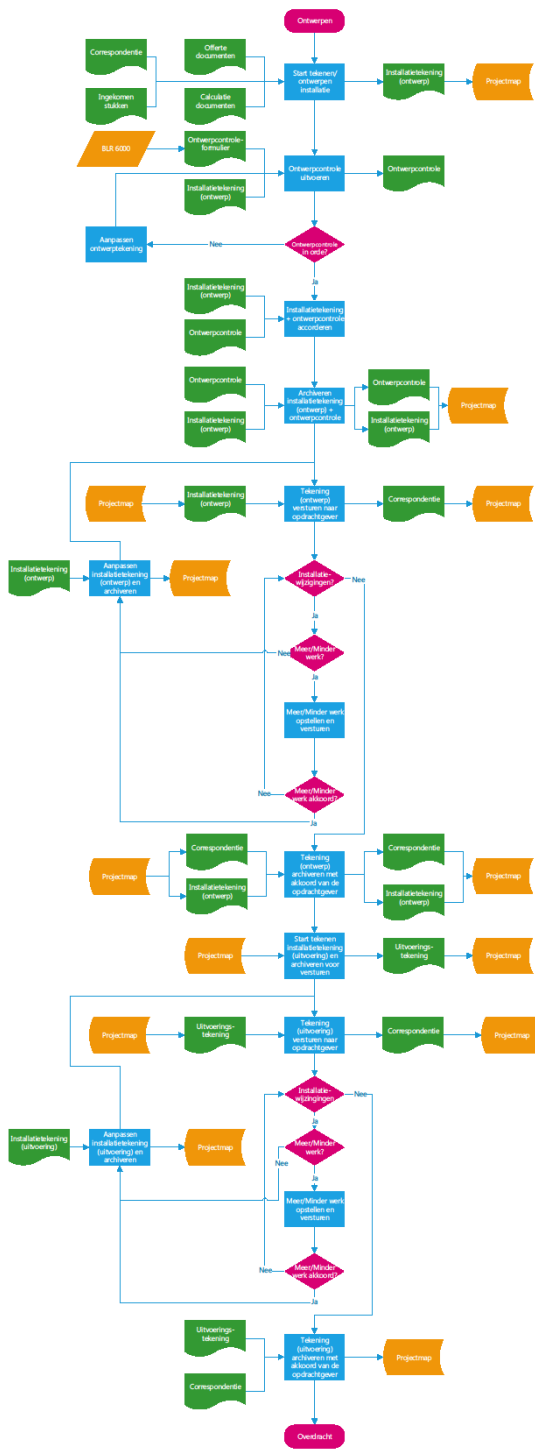 Ontwerpen
Correspondentie
Offerte
documenten
Ingekomen
stukken
Calculatie
documenten
Start tekenen/
ontwerpen
installatie
Installatietekening
(ontwerp)
Projectmap
BLR 6000
Ontwerpcontrole-
formulier
Installatietekening
(ontwerp)
Ontwerpcontrole
uitvoeren
Ontwerpcontrole
Aanpassen
ontwerptekening
Nee
Ontwerpcontrole
in orde?
Ja
Installatietekening
(ontwerp)
Ontwerpcontrole
Installatietekening
+ ontwerpcontrole
accorderen
Ontwerpcontrole
Installatietekening
(ontwerp)
Archiveren
installatietekening
(ontwerp) +
ontwerpcontrole
Ontwerpcontrole
Installatietekening
(ontwerp)
Projectmap
Projectmap
Installatietekening
(ontwerp)
Tekening
(ontwerp)
versturen naar
opdrachtgever
Correspondentie
Projectmap
Installatietekening
(ontwerp)
Aanpassen
installatietekening
(ontwerp) en
archiveren
Projectmap
Installatie-
wijzigingen?
Nee
Ja
Nee
Meer/Minder
werk?
Ja
Meer/Minder werk
opstellen en
versturen
Nee
Meer/Minder
werk akkoord?
Ja
Projectmap
Correspondentie
Installatietekening
(ontwerp)
Tekening
(ontwerp)
archiveren met
akkoord van de
opdrachtgever
Correspondentie
Installatietekening
(ontwerp)
Projectmap
Projectmap
Start tekenen
installatietekening
(uitvoering) en
archiveren voor
versturen
Uitvoerings-
tekening
Projectmap
Projectmap
Uitvoerings-
tekening
Tekening
(uitvoering)
versturen naar
opdrachtgever
Correspondentie
Projectmap
Installatietekening
(uitvoering)
Aanpassen
installatietekening
(uitvoering) en
archiveren
Projectmap
Installatie-
wijzingingen
Nee
Ja
Nee
Meer/Minder
werk?
Ja
Meer/Minder werk
opstellen en
versturen
Nee
Meer/Minder
werk akkoord?
Ja
Uitvoerings-
tekening
Correspondentie
Tekening
(uitvoering)
archiveren met
akkoord van de
opdrachtgever
Projectmap
Overdracht